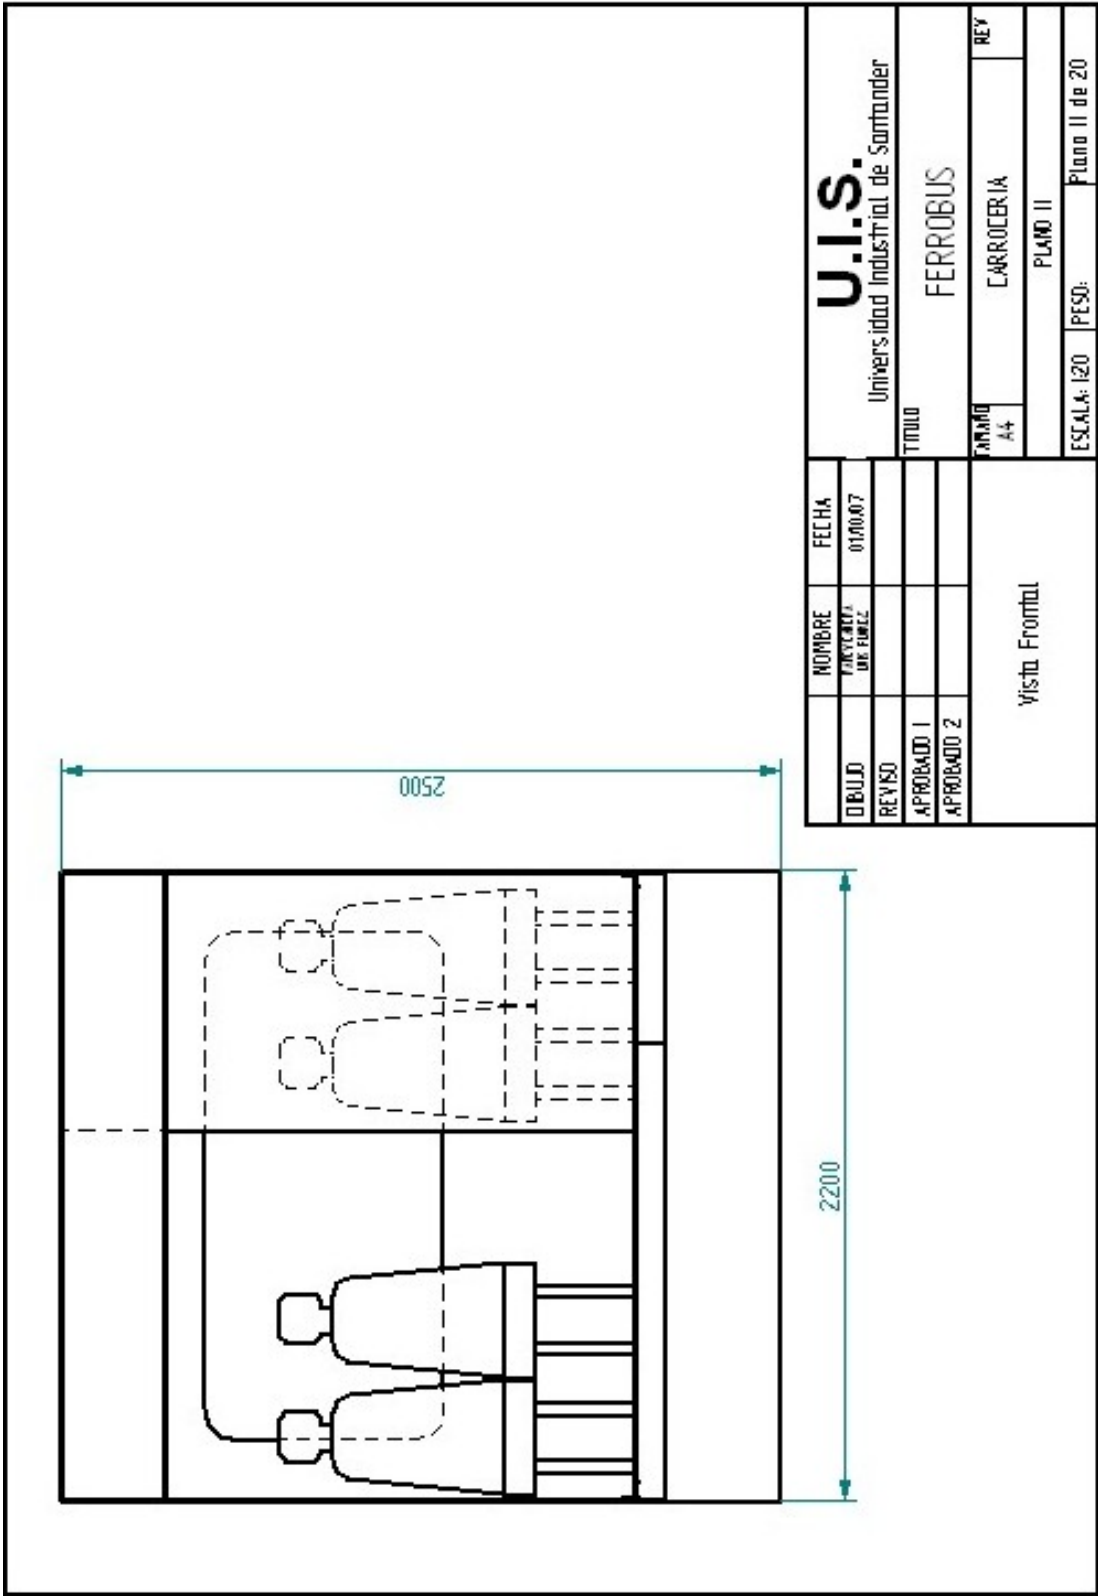 2500
2200
NOMBRE FECHA
DIBUJO 01/10/07
REVISO
APROBADO 1
APROBADO 2
Vista Frontal
U.I.S.
Universidad Industrial de Santander
TITULO
FERROBUS
TAMAÑO
A4
CARROCERIA
REV
PLANO 11
ESCALA: 1:20 PESO: Plano 11 de 20